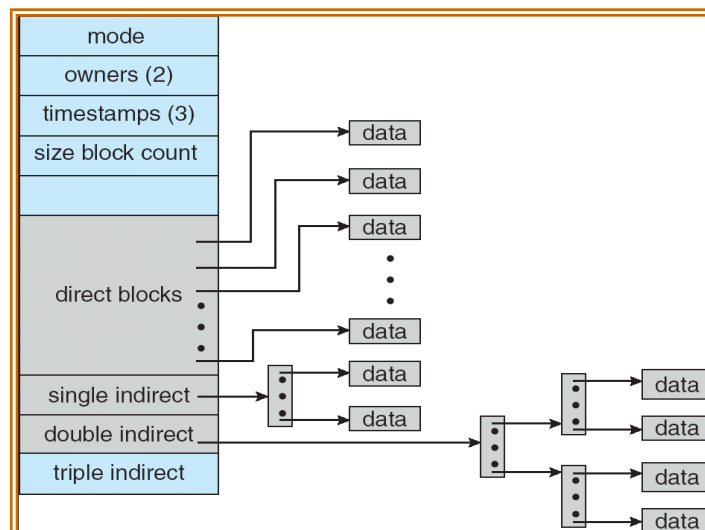 mode
owners (2)
timestamps (3)
size block count
direct blocks
single indirect
double indirect
triple indirect
data
data
data
data
data
data
data
data
data
data